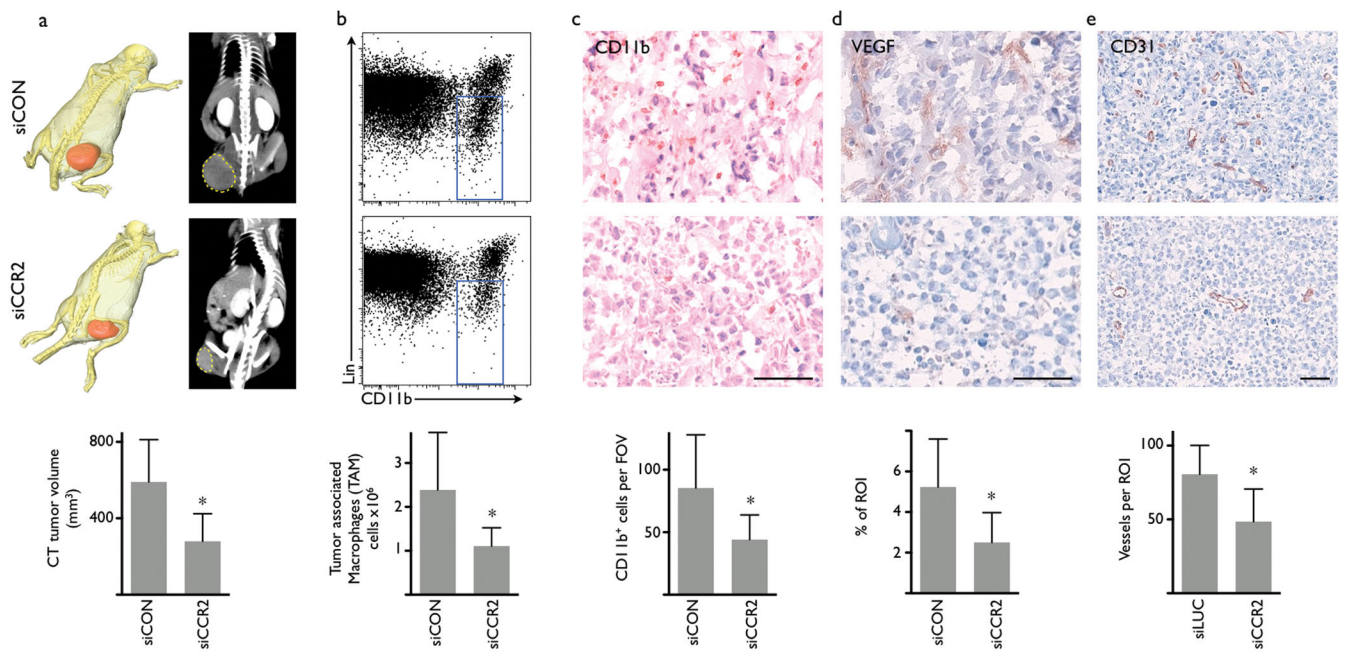 a
b
c
d
e
siCON
siCCR2
Lin
CD11b
CD11b
VEGF
CD31
CT tumor volume
(mm³)
800
400
siCON
*
siCCR2
Tumor associated
Macrophages (TAM)
cells x 10⁶
3
2
1
siCON
*
siCCR2
CD11b⁺ cells per FOV
100
50
siCON
*
siCCR2
% of ROI
6
4
2
siCON
*
siCCR2
Vessels per ROI
100
50
siLUC
*
siCCR2